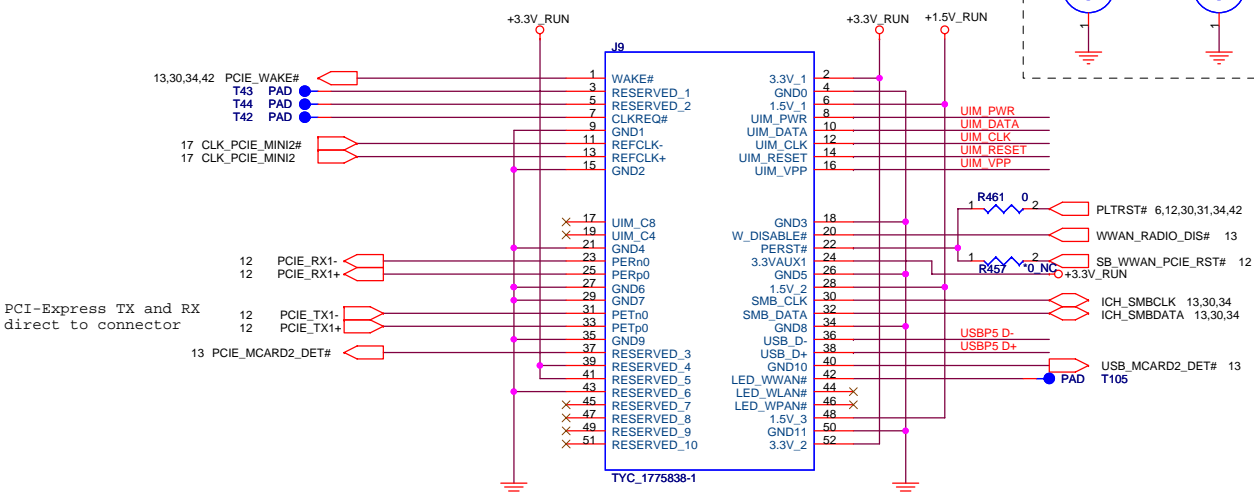 +3.3V_RUN
+3.3V_RUN
+1.5V_RUN
1
1
J9
13,30,34,42 PCIE_WAKE# 1 WAKE# 3.3V_1 2
T43 PAD 3 RESERVED_1 GND0 4
T44 PAD 5 RESERVED_2 1.5V_1 6
T42 PAD 7 CLKREQ# UIM_PWR 8 UIM_PWR
9 GND1 UIM_DATA 10 UIM_DATA
17 CLK_PCIE_MINI2# 11 REFCLK- UIM_CLK 12 UIM_CLK
17 CLK_PCIE_MINI2 13 REFCLK+ UIM_RESET 14 UIM_RESET
15 GND2 UIM_VPP 16 UIM_VPP
R461 0
1 2 PLTRST# 6,12,30,31,34,42
17 UIM_C8 GND3 18
19 UIM_C4 W_DISABLE# 20 WWAN_RADIO_DIS# 13
21 GND4 PERST# 22
12 PCIE_RX1- 23 PERn0 3.3VAUX1 24 1 2 SB_WWAN_PCIE_RST# 12
R457 *0_NC
12 PCIE_RX1+ 25 PERp0 GND5 26 +3.3V_RUN
27 GND6 1.5V_2 28
29 GND7 SMB_CLK 30 ICH_SMBCLK 13,30,34
PCI-Express TX and RX
direct to connector
12 PCIE_TX1- 31 PETn0 SMB_DATA 32 ICH_SMBDATA 13,30,34
12 PCIE_TX1+ 33 PETp0 GND8 34
35 GND9 USB_D- 36 USBP5 D-
13 PCIE_MCARD2_DET# 37 RESERVED_3 USB_D+ 38 USBP5 D+
39 RESERVED_4 GND10 40 USB_MCARD2_DET# 13
41 RESERVED_5 LED_WWAN# 42 PAD T105
43 RESERVED_6 LED_WLAN# 44
45 RESERVED_7 LED_WPAN# 46
47 RESERVED_8 1.5V_3 48
49 RESERVED_9 GND11 50
51 RESERVED_10 3.3V_2 52
TYC_1775838-1